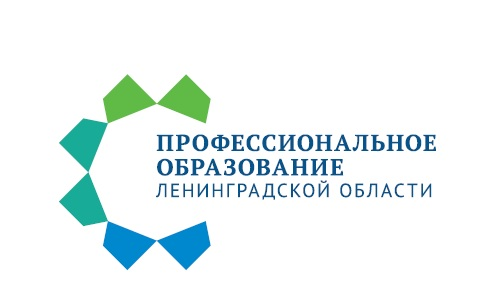 ПРОФЕССИОНАЛЬНОЕ
ОБРАЗОВАНИЕ
ЛЕНИНГРАДСКОЙ ОБЛАСТИ